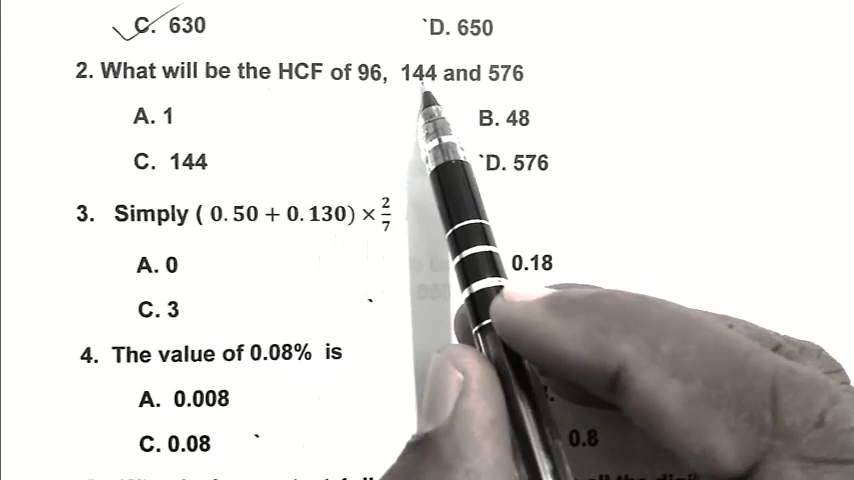 C. 630 `D. 650
2. What will be the HCF of 96, 144 and 576
A. 1 B. 48
C. 144 `D. 576
3. Simply ( 0.50 + 0.130) × 2/7
A. 0 0.18
C. 3
4. The value of 0.08% is
A. 0.008
C. 0.08 0.8